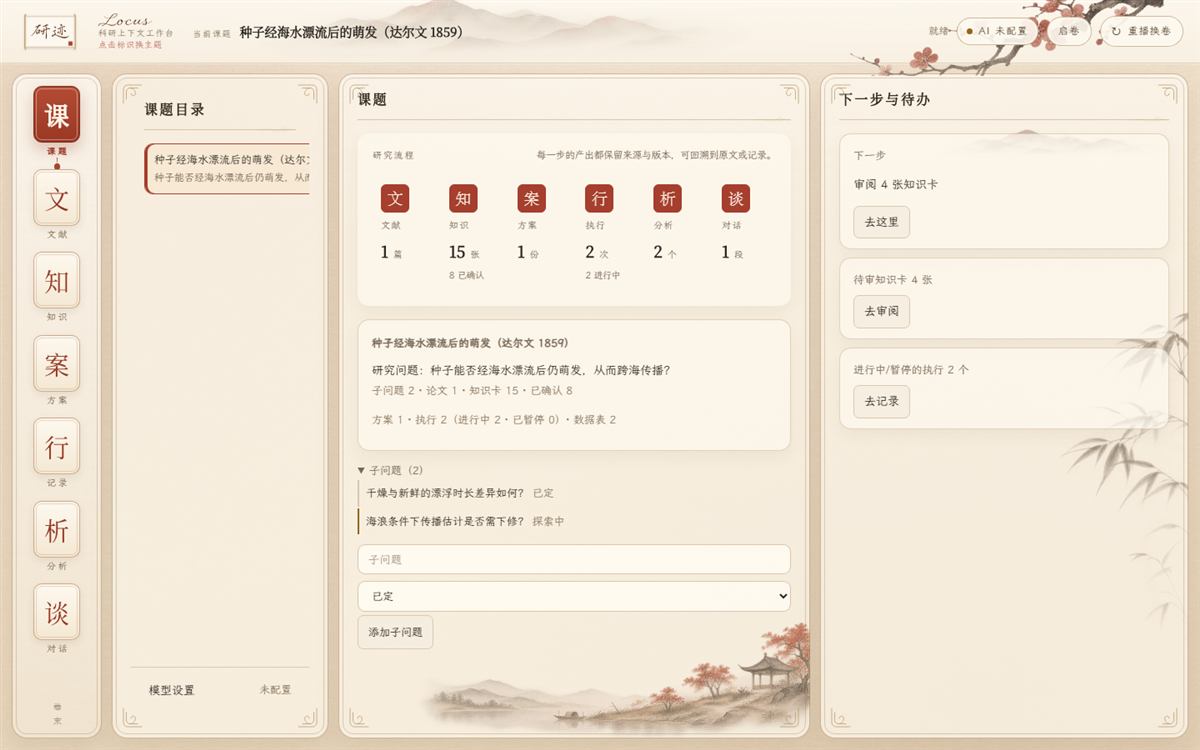 研迹
Locus
科研上下文工作台
点击标识换主题
当前课题 种子经海水漂流后的萌发（达尔文 1859）
就绪
AI 未配置
启卷
↻ 重播换卷
课
课题
文
文献
知
知识
案
方案
行
记录
析
分析
谈
对话
课题目录
种子经海水漂流后的萌发（达尔文
种子能否经海水漂流后仍萌发，从而
模型设置 未配置
课题
研究流程 每一步的产出都保留来源与版本，可回溯到原文或记录。
文 知 案 行 析 谈
文献 知识 方案 执行 分析 对话
1 篇 15 张 1 份 2 次 2 个 1 段
8 已确认 2 进行中
种子经海水漂流后的萌发（达尔文 1859）
研究问题：种子能否经海水漂流后仍萌发，从而跨海传播？
子问题 2・论文 1・知识卡 15・已确认 8
方案 1・执行 2（进行中 2・已暂停 0）・数据表 2
▼ 子问题（2）
干燥与新鲜的漂浮时长差异如何？ 已定
海浪条件下传播估计是否需下修？ 探索中
子问题
已定
添加子问题
下一步与待办
下一步
审阅 4 张知识卡
去这里
待审知识卡 4 张
去审阅
进行中/暂停的执行 2 个
去记录